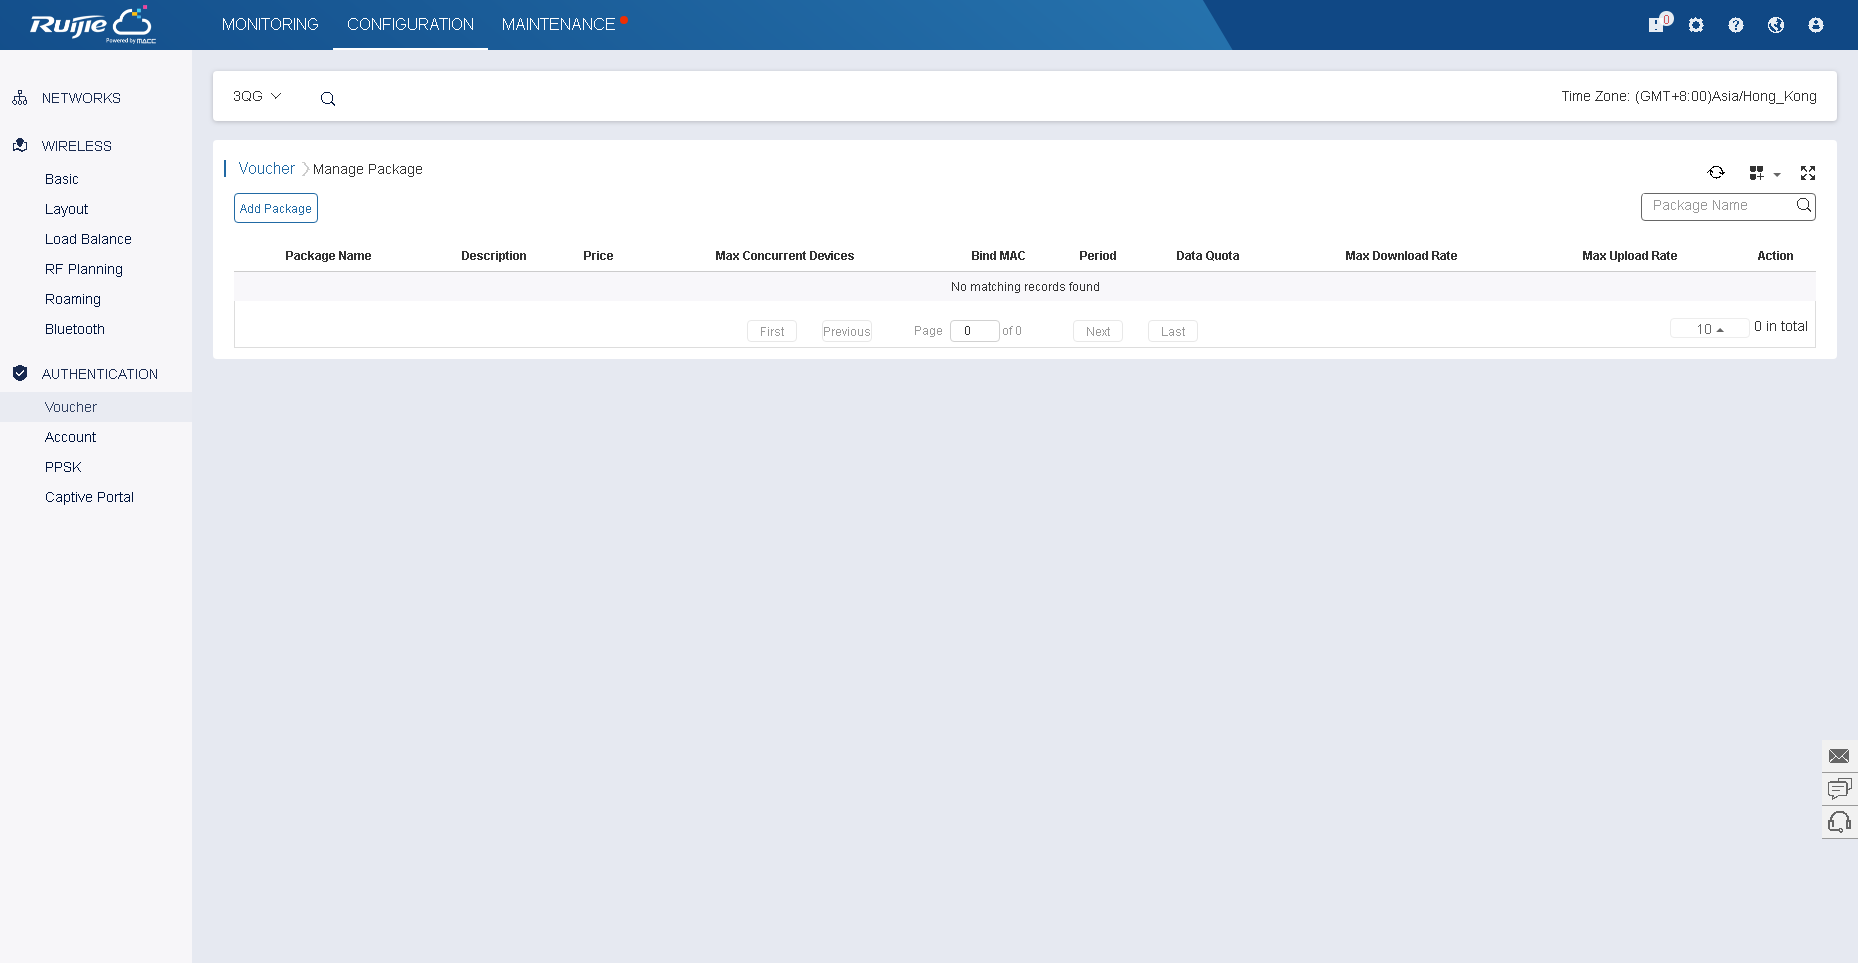 Ruijie
Powered by MACC
MONITORING
CONFIGURATION
MAINTENANCE
0
NETWORKS
WIRELESS
Basic
Layout
Load Balance
RF Planning
Roaming
Bluetooth
AUTHENTICATION
Voucher
Account
PPSK
Captive Portal
3QG
Time Zone: (GMT+8:00)Asia/Hong_Kong
Voucher Manage Package
Add Package
Package Name
Package Name Description Price Max Concurrent Devices Bind MAC Period Data Quota Max Download Rate Max Upload Rate Action
No matching records found
First Previous Page 0 of 0 Next Last 10 0 in total